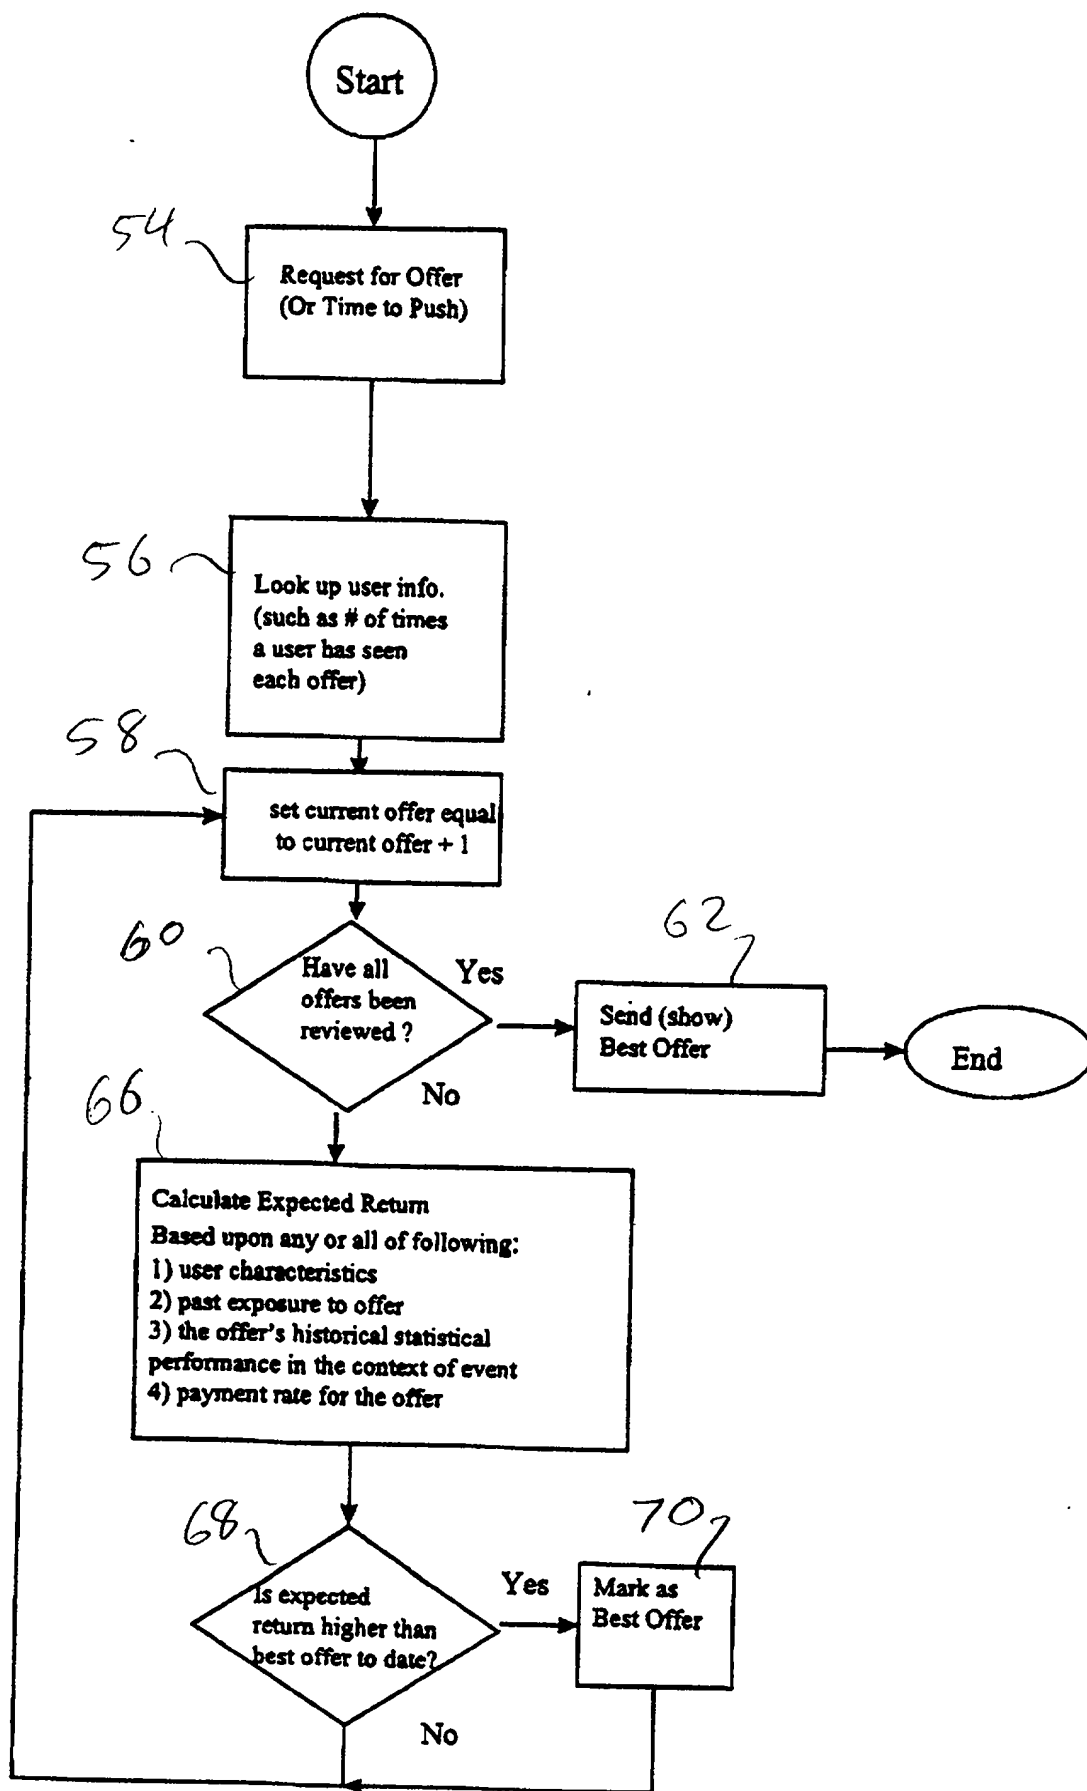 Start
54
Request for Offer
(Or Time to Push)
56
Look up user info.
(such as # of times
a user has seen
each offer)
58
set current offer equal
to current offer + 1
60
Have all
offers been
reviewed ?
Yes
No
62
Send (show)
Best Offer
End
66
Calculate Expected Return
Based upon any or all of following:
1) user characteristics
2) past exposure to offer
3) the offer's historical statistical
performance in the context of event
4) payment rate for the offer
68
Is expected
return higher than
best offer to date?
Yes
No
70
Mark as
Best Offer